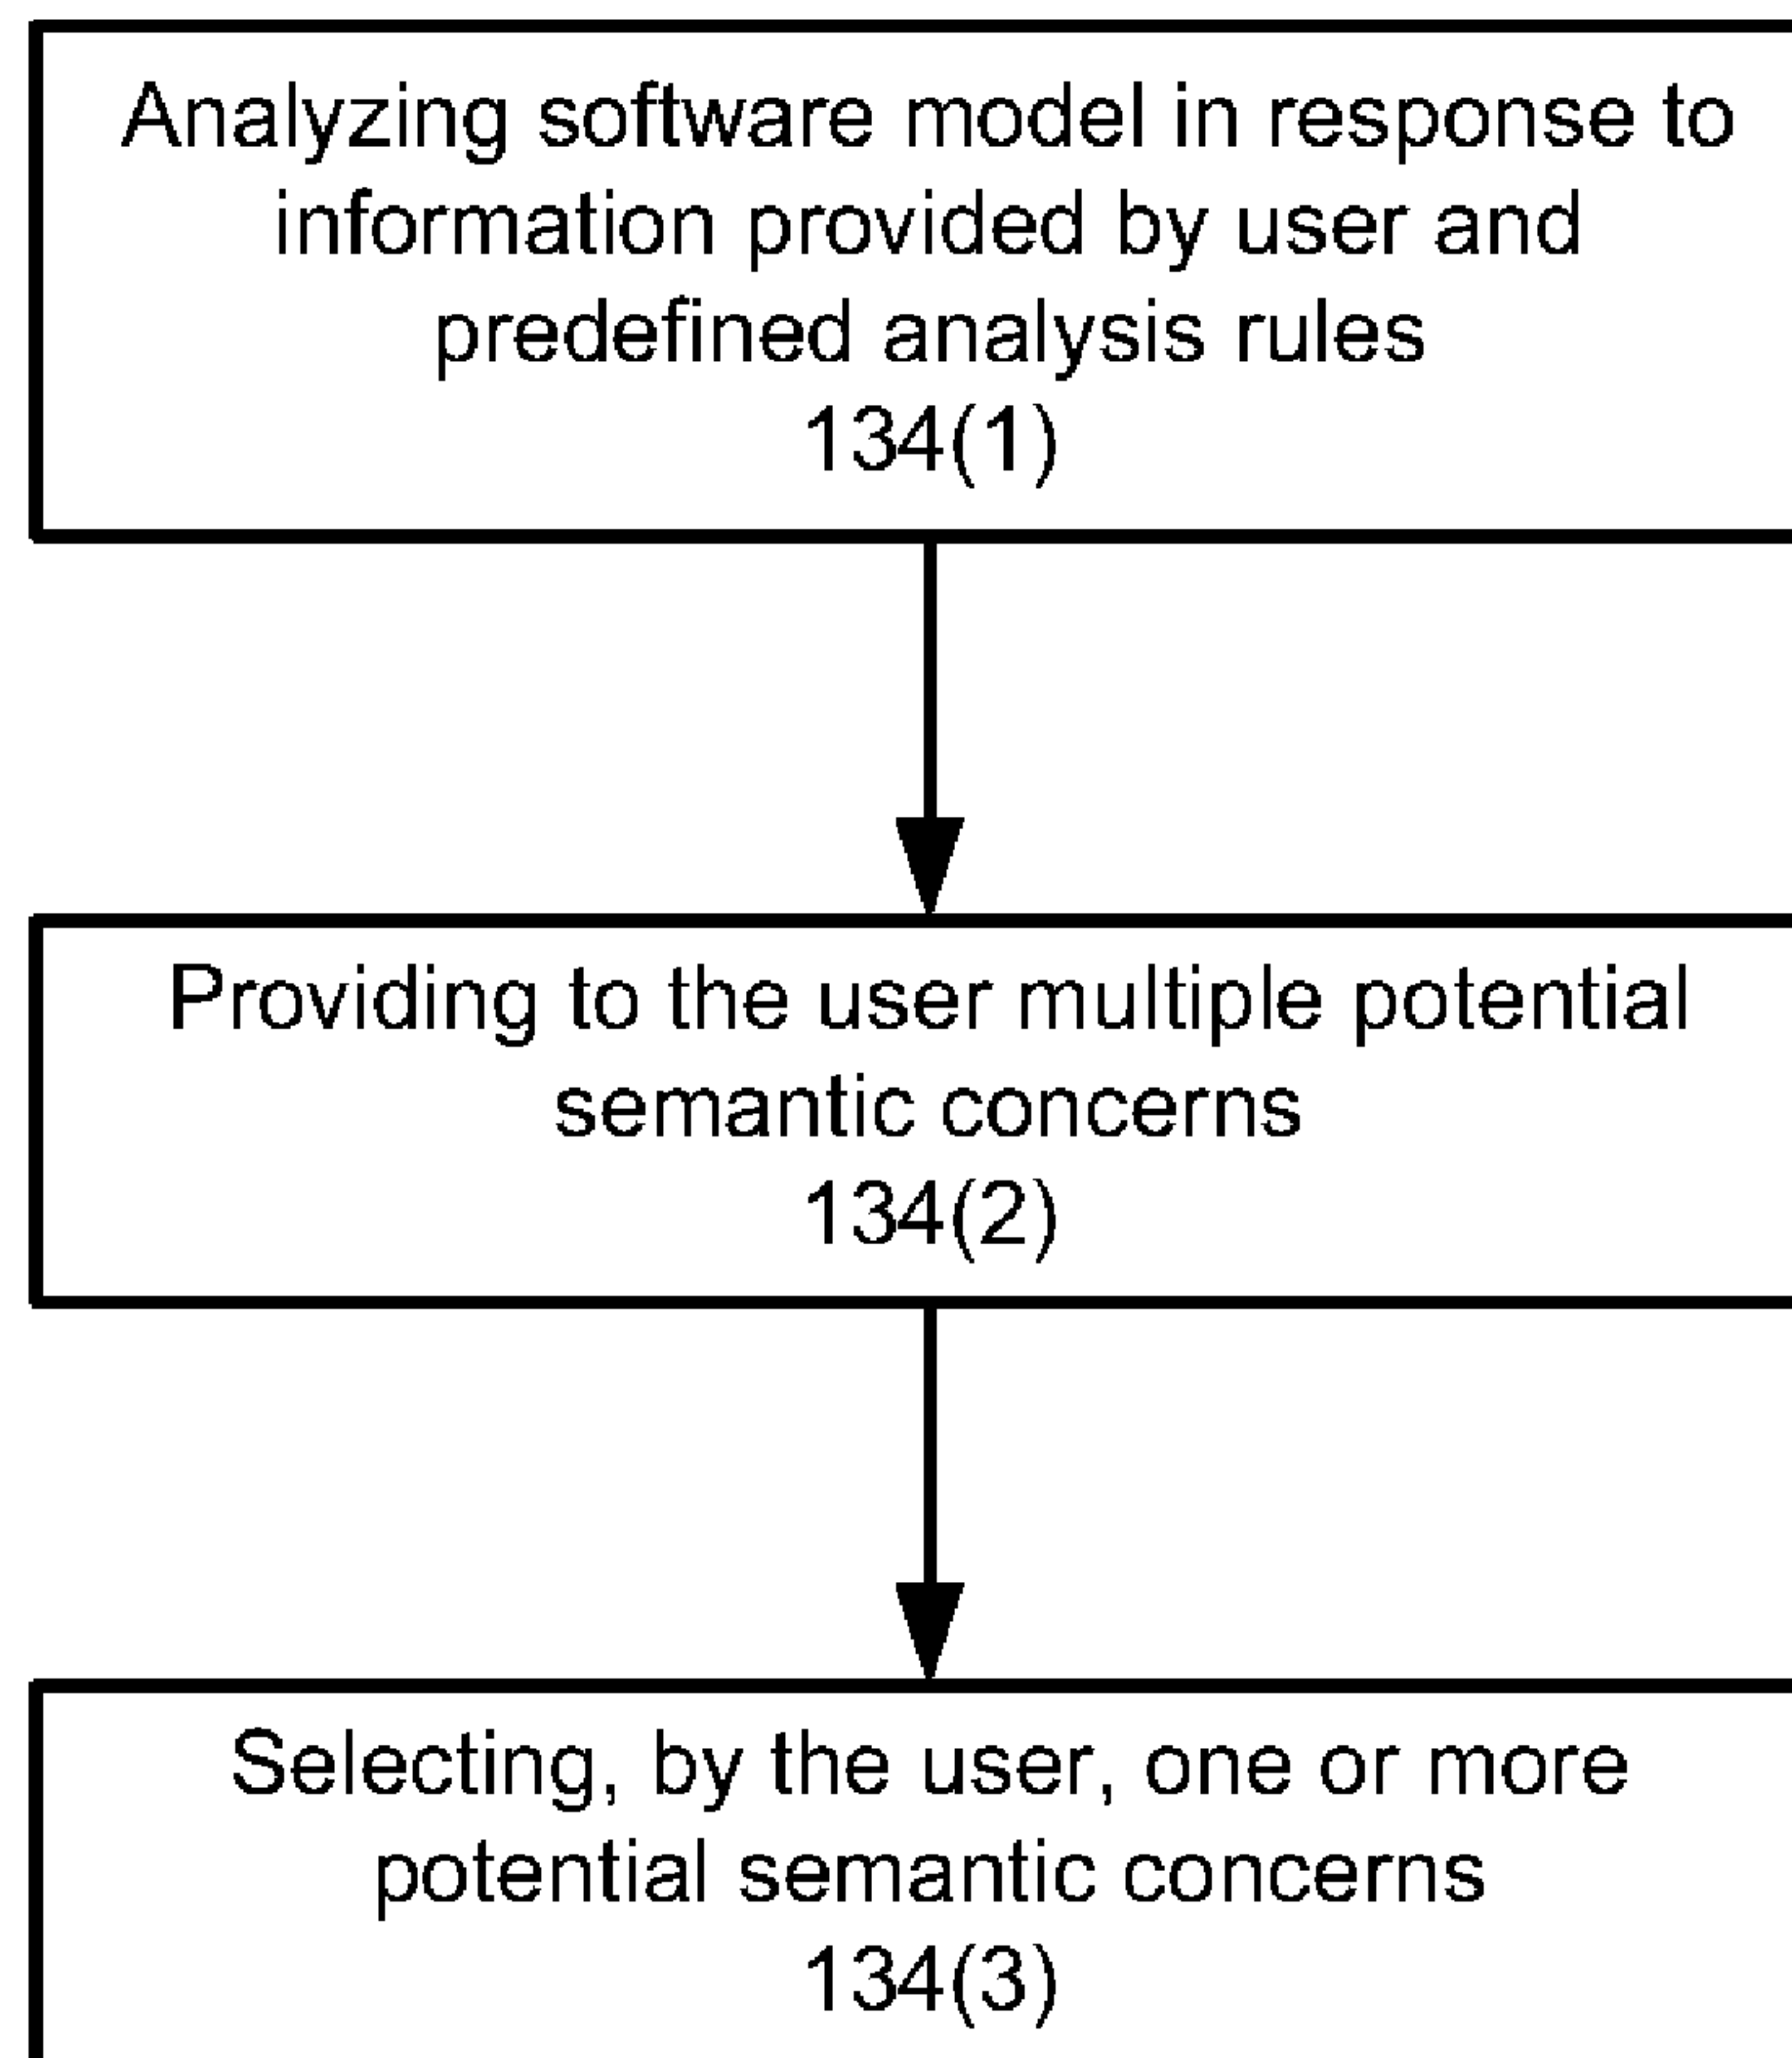 Analyzing software model in response to
information provided by user and
predefined analysis rules
134(1)
Providing to the user multiple potential
semantic concerns
134(2)
Selecting, by the user, one or more
potential semantic concerns
134(3)